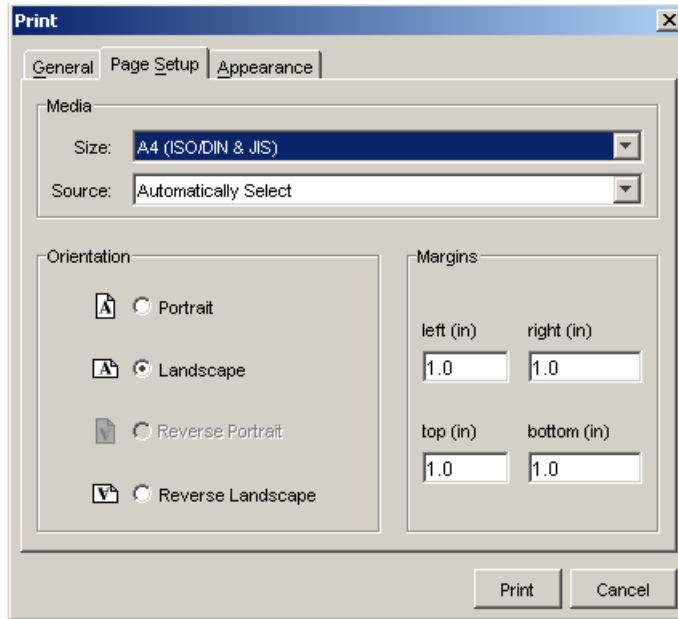 Print
General Page Setup Appearance
Media
Size: A4 (ISO/DIN & JIS)
Source: Automatically Select
Orientation
A Portrait
A Landscape
A Reverse Portrait
A Reverse Landscape
Margins
left (in) right (in)
1.0 1.0
top (in) bottom (in)
1.0 1.0
Print Cancel